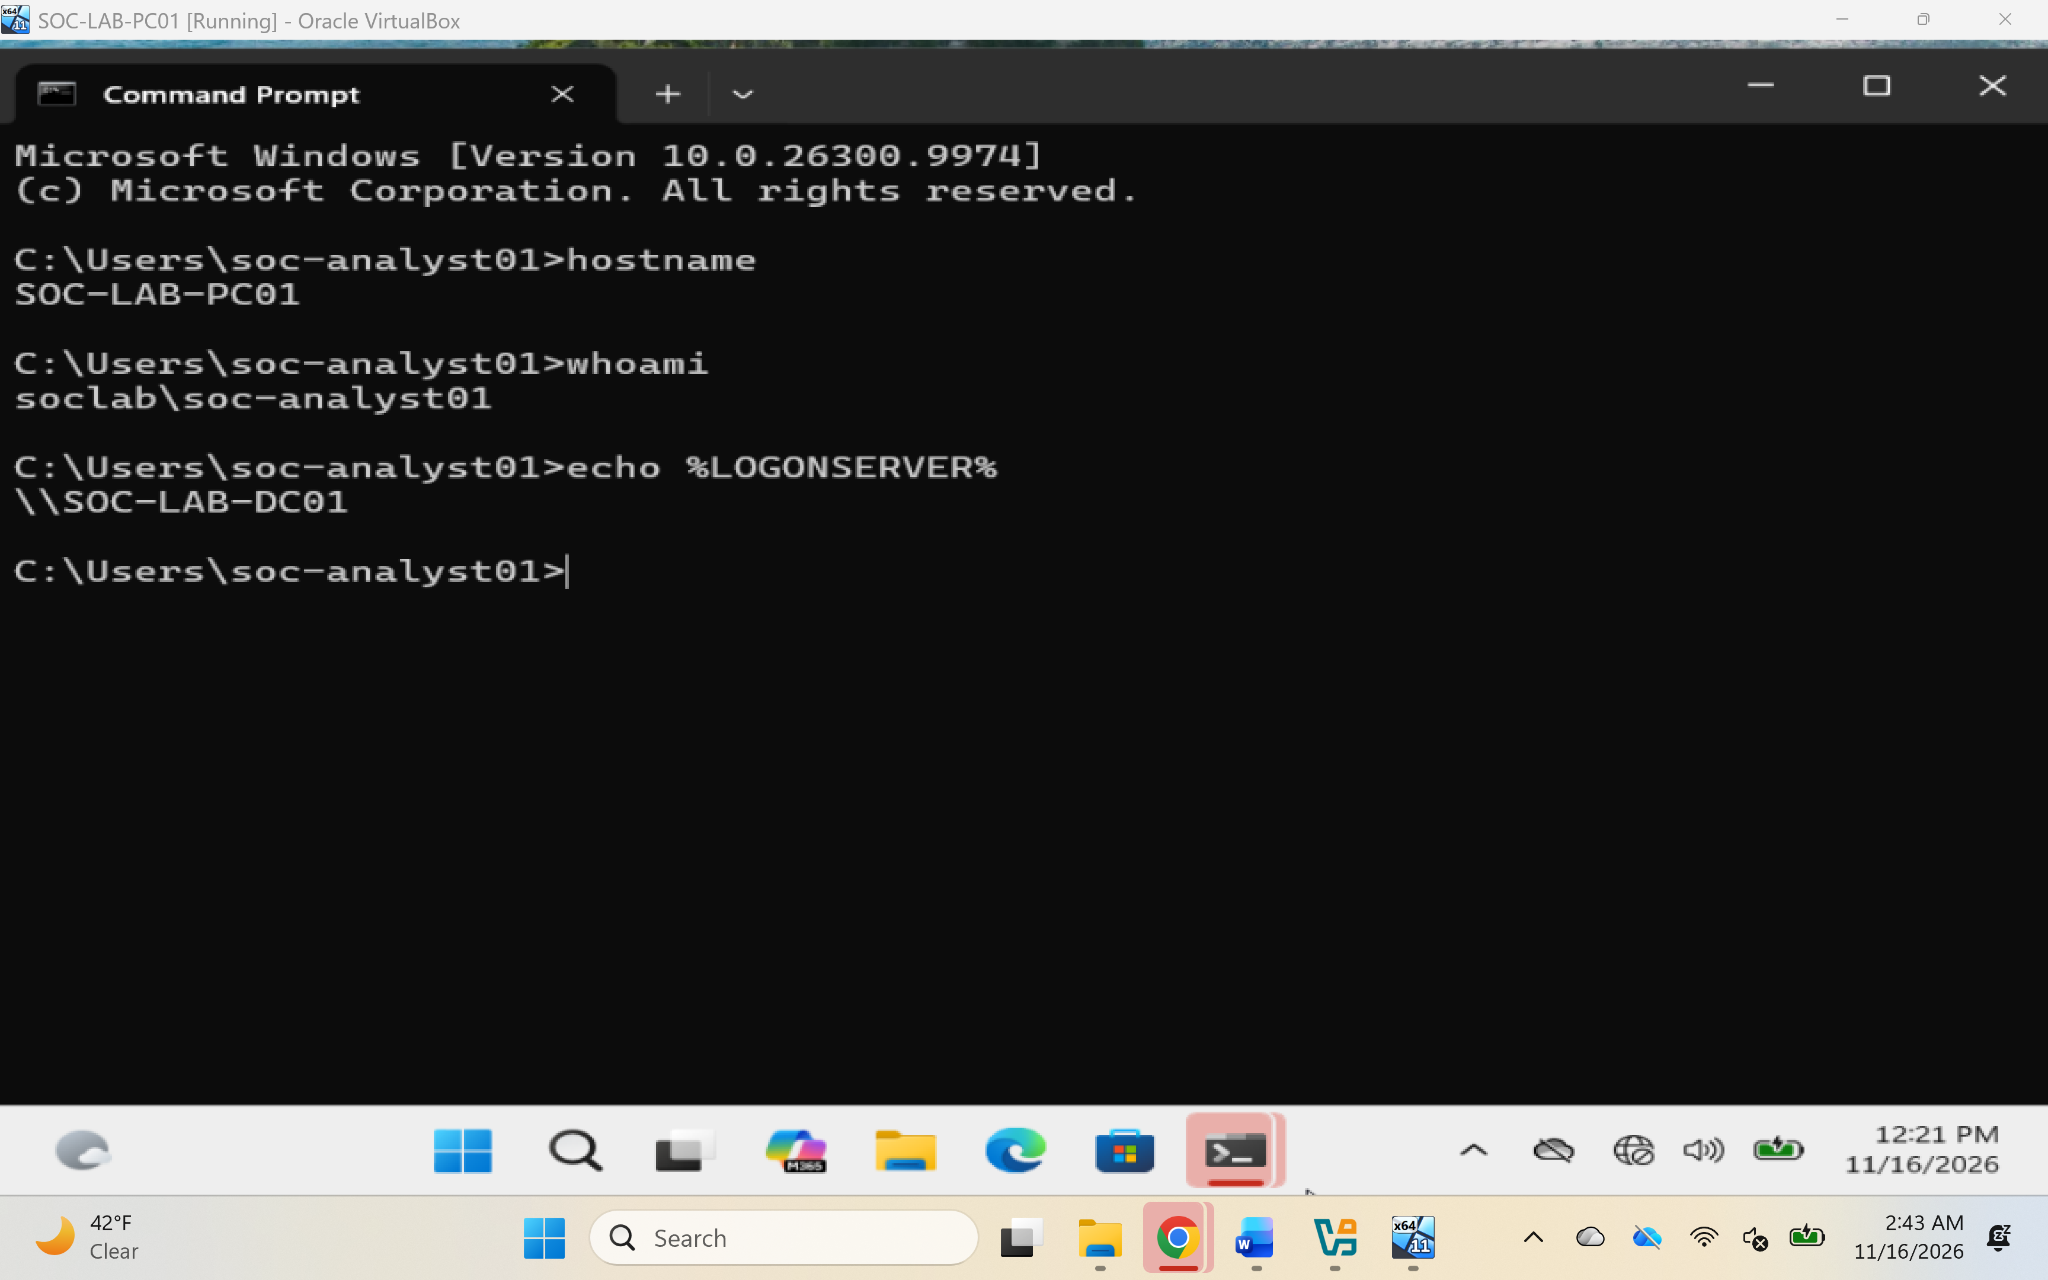 SOC-LAB-PC01 [Running] - Oracle VirtualBox
Command Prompt
Microsoft Windows [Version 10.0.26300.9974]
(c) Microsoft Corporation. All rights reserved.
C:\Users\soc-analyst01>hostname
SOC-LAB-PC01
C:\Users\soc-analyst01>whoami
soclab\soc-analyst01
C:\Users\soc-analyst01>echo %LOGONSERVER%
\\SOC-LAB-DC01
C:\Users\soc-analyst01>
M365
12:21 PM
11/16/2026
42°F
Clear
Search
W
x64
11
2:43 AM
11/16/2026